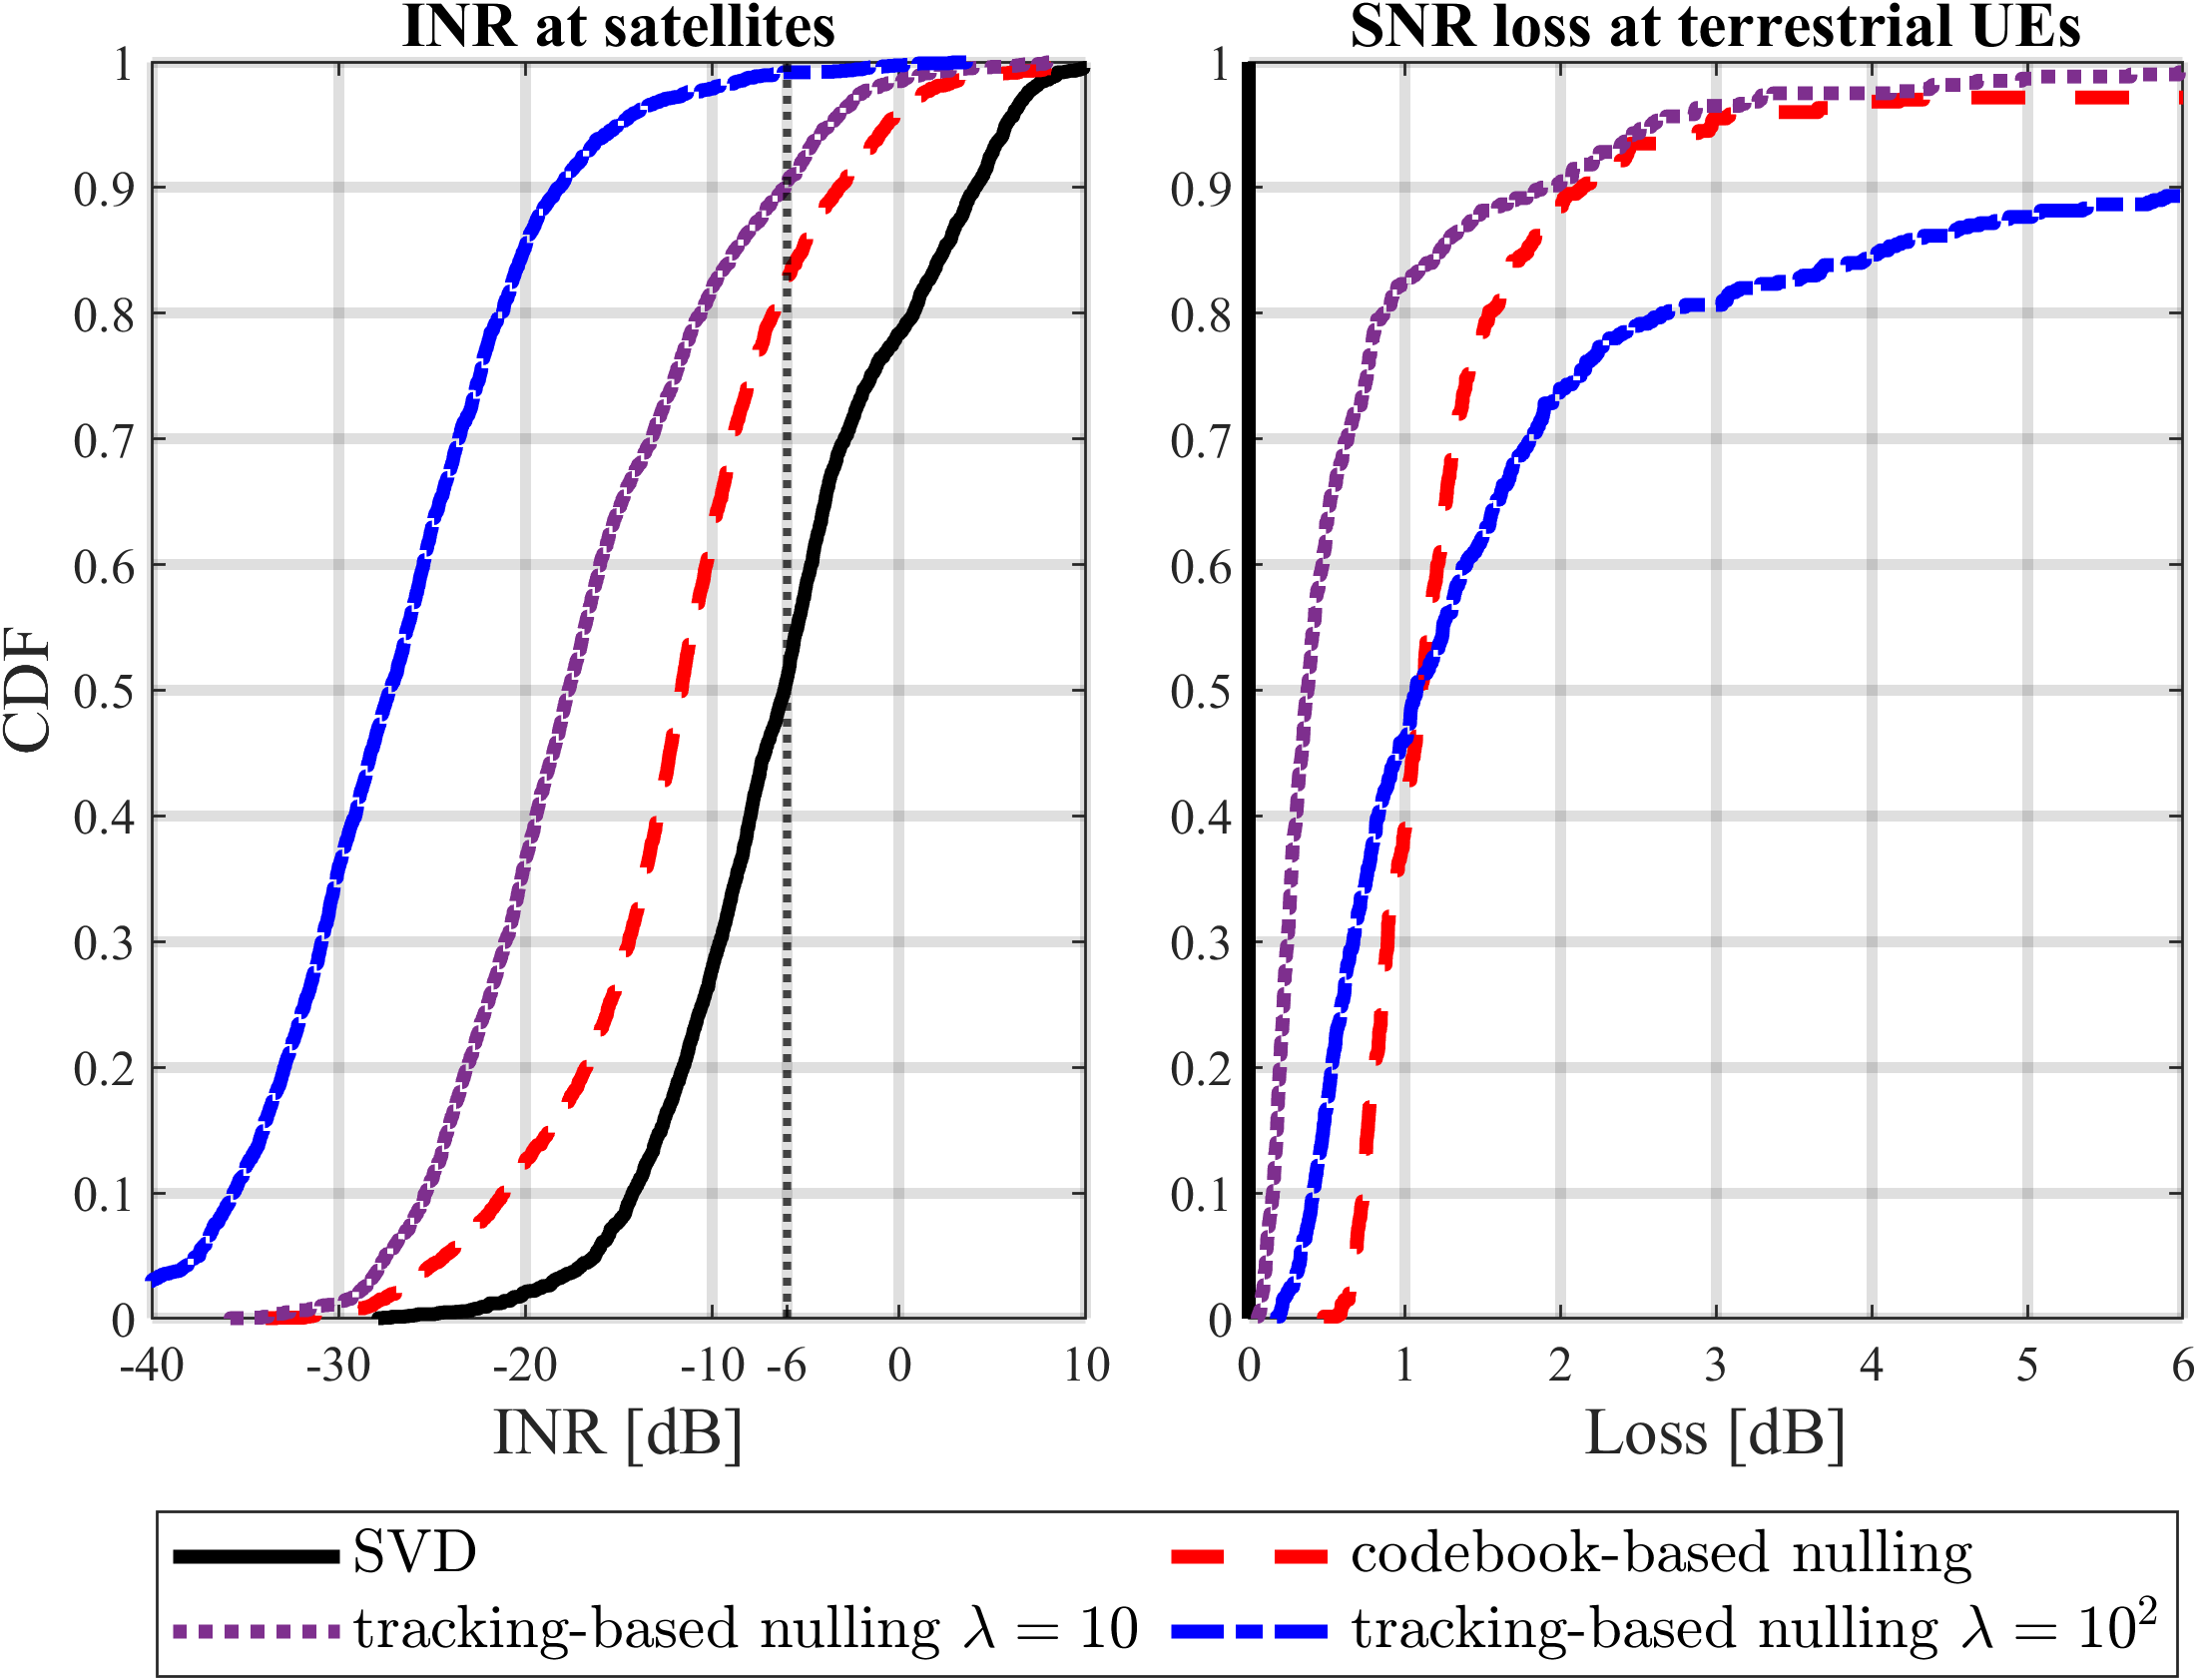 INR at satellites
SNR loss at terrestrial UEs
CDF
1
0.9
0.8
0.7
0.6
0.5
0.4
0.3
0.2
0.1
0
-40 -30 -20 -10 -6 0 10
INR [dB]
1
0.9
0.8
0.7
0.6
0.5
0.4
0.3
0.2
0.1
0
0 1 2 3 4 5 6
Loss [dB]
SVD
codebook-based nulling
tracking-based nulling λ = 10
tracking-based nulling λ = 10²